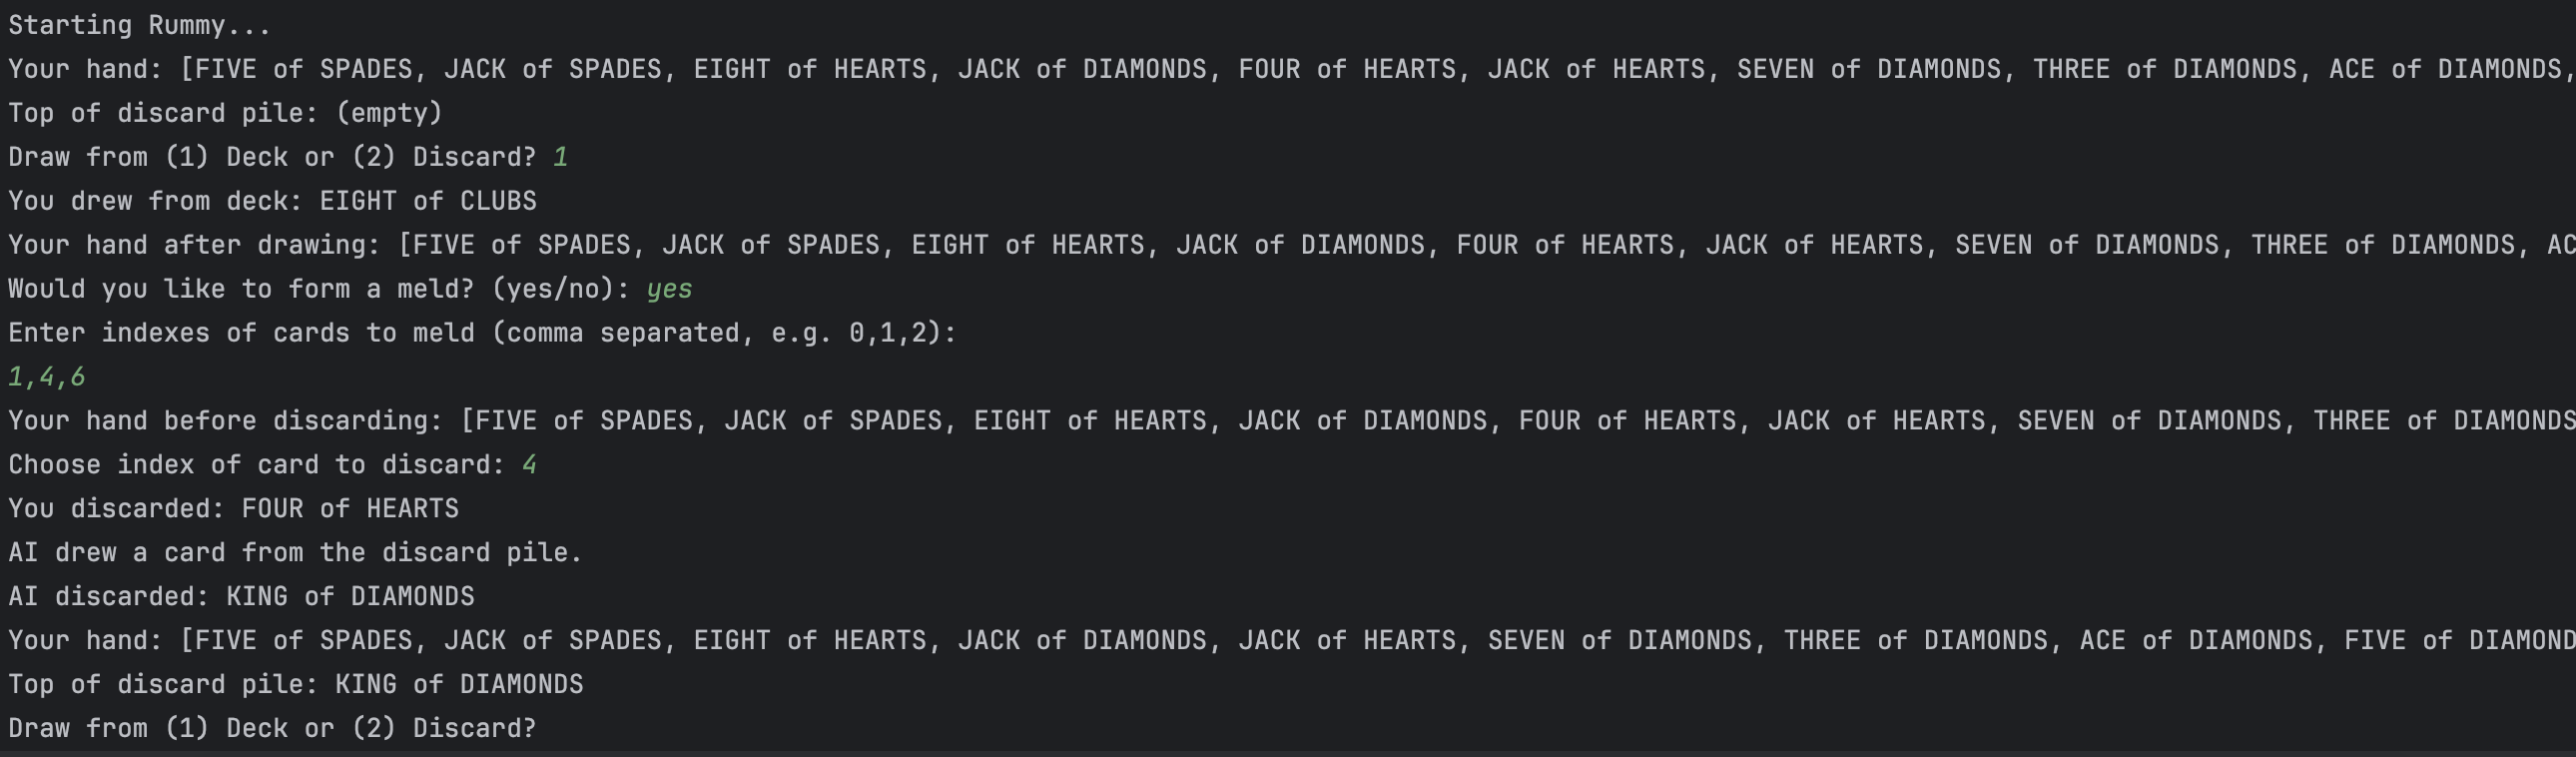 Starting Rummy...
Your hand: [FIVE of SPADES, JACK of SPADES, EIGHT of HEARTS, JACK of DIAMONDS, FOUR of HEARTS, JACK of HEARTS, SEVEN of DIAMONDS, THREE of DIAMONDS, ACE of DIAMONDS,
Top of discard pile: (empty)
Draw from (1) Deck or (2) Discard? 1
You drew from deck: EIGHT of CLUBS
Your hand after drawing: [FIVE of SPADES, JACK of SPADES, EIGHT of HEARTS, JACK of DIAMONDS, FOUR of HEARTS, JACK of HEARTS, SEVEN of DIAMONDS, THREE of DIAMONDS, AC
Would you like to form a meld? (yes/no): yes
Enter indexes of cards to meld (comma separated, e.g. 0,1,2):
1,4,6
Your hand before discarding: [FIVE of SPADES, JACK of SPADES, EIGHT of HEARTS, JACK of DIAMONDS, FOUR of HEARTS, JACK of HEARTS, SEVEN of DIAMONDS, THREE of DIAMONDS
Choose index of card to discard: 4
You discarded: FOUR of HEARTS
AI drew a card from the discard pile.
AI discarded: KING of DIAMONDS
Your hand: [FIVE of SPADES, JACK of SPADES, EIGHT of HEARTS, JACK of DIAMONDS, JACK of HEARTS, SEVEN of DIAMONDS, THREE of DIAMONDS, ACE of DIAMONDS, FIVE of DIAMOND
Top of discard pile: KING of DIAMONDS
Draw from (1) Deck or (2) Discard?